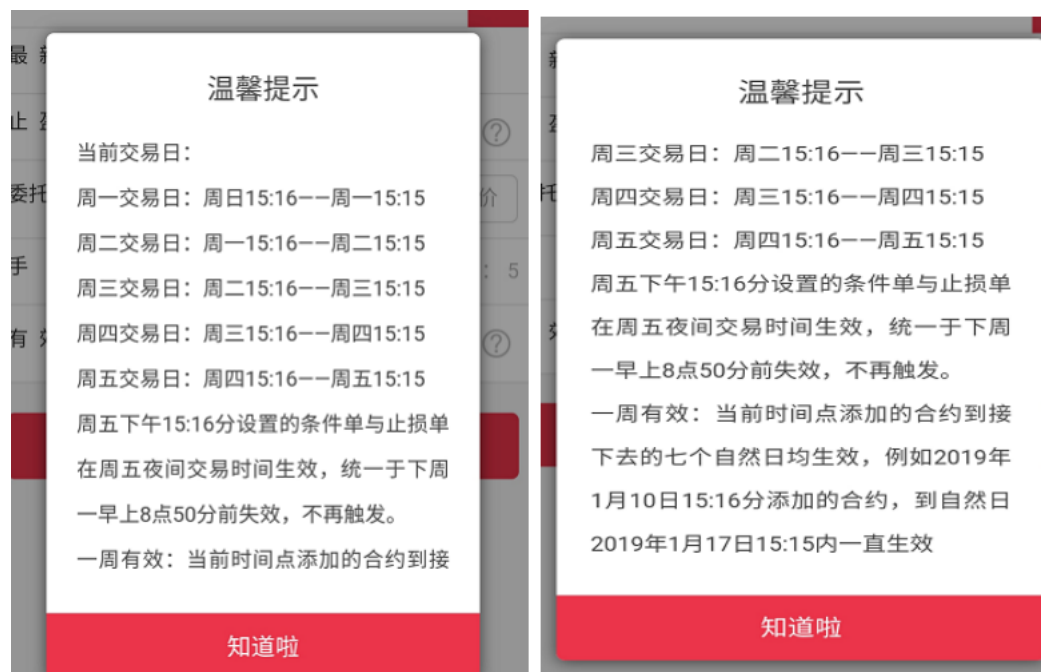 最
止
委托
手
有
温馨提示
当前交易日：
周一交易日：周日15:16——周一15:15
周二交易日：周一15:16——周二15:15
周三交易日：周二15:16——周三15:15
周四交易日：周三15:16——周四15:15
周五交易日：周四15:16——周五15:15
周五下午15:16分设置的条件单与止损单
在周五夜间交易时间生效，统一于下周
一早上8点50分前失效，不再触发。
一周有效：当前时间点添加的合约到接
知道啦
?
价
: 5
?
温馨提示
周三交易日：周二15:16——周三15:15
周四交易日：周三15:16——周四15:15
周五交易日：周四15:16——周五15:15
周五下午15:16分设置的条件单与止损单
在周五夜间交易时间生效，统一于下周
一早上8点50分前失效，不再触发。
一周有效：当前时间点添加的合约到接
下去的七个自然日均生效，例如2019年
1月10日15:16分添加的合约，到自然日
2019年1月17日15:15内一直生效
知道啦